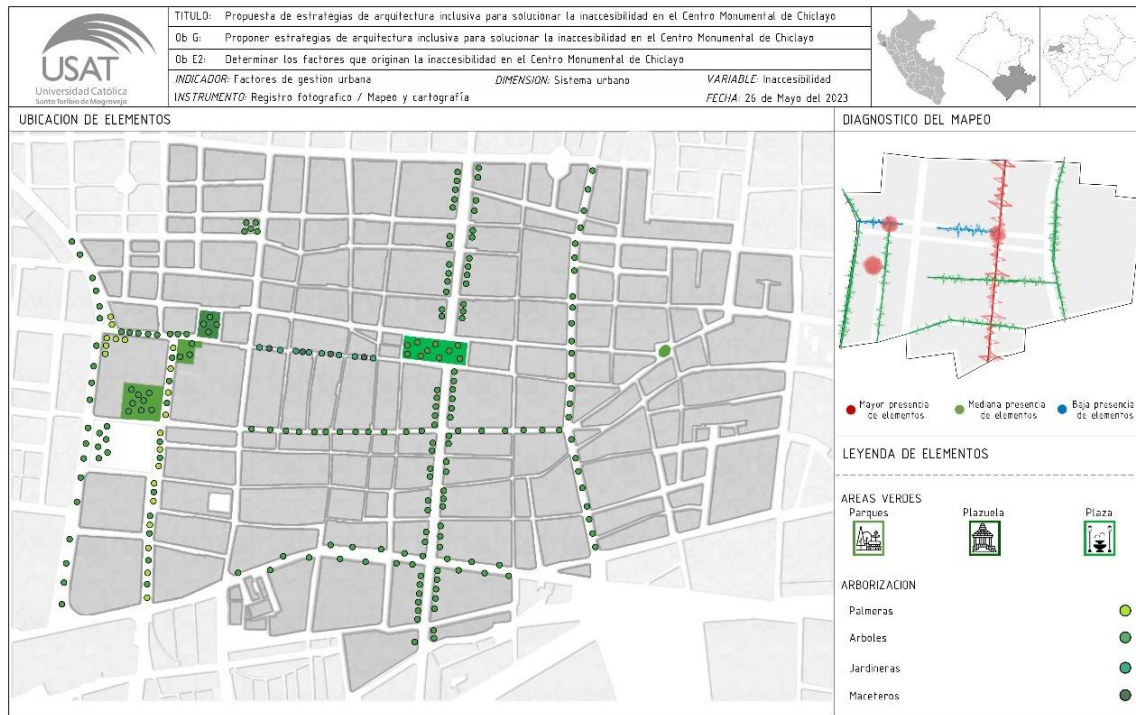 USAT
Universidad Católica
Santo Toribio de Mogrovejo
TITULO: Propuesta de estrategias de arquitectura inclusiva para solucionar la inaccesibilidad en el Centro Monumental de Chiclayo
Ob G: Proponer estrategias de arquitectura inclusiva para solucionar la inaccesibilidad en el Centro Monumental de Chiclayo
Ob E2: Determinar los factores que originan la inaccesibilidad en el Centro Monumental de Chiclayo
INDICADOR: Factores de gestion urbana DIMENSION: Sistema urbano VARIABLE: Inaccesibilidad
INSTRUMENTO: Registro fotografico / Mapeo y cartografía FECHA: 26 de Mayo del 2023
UBICACION DE ELEMENTOS
DIAGNOSTICO DEL MAPEO
Mayor presencia de elementos
Mediana presencia de elementos
Baja presencia de elementos
LEYENDA DE ELEMENTOS
AREAS VERDES
Parques Plazuela Plaza
ARBORIZACION
Palmeras
Arboles
Jardineras
Maceteros